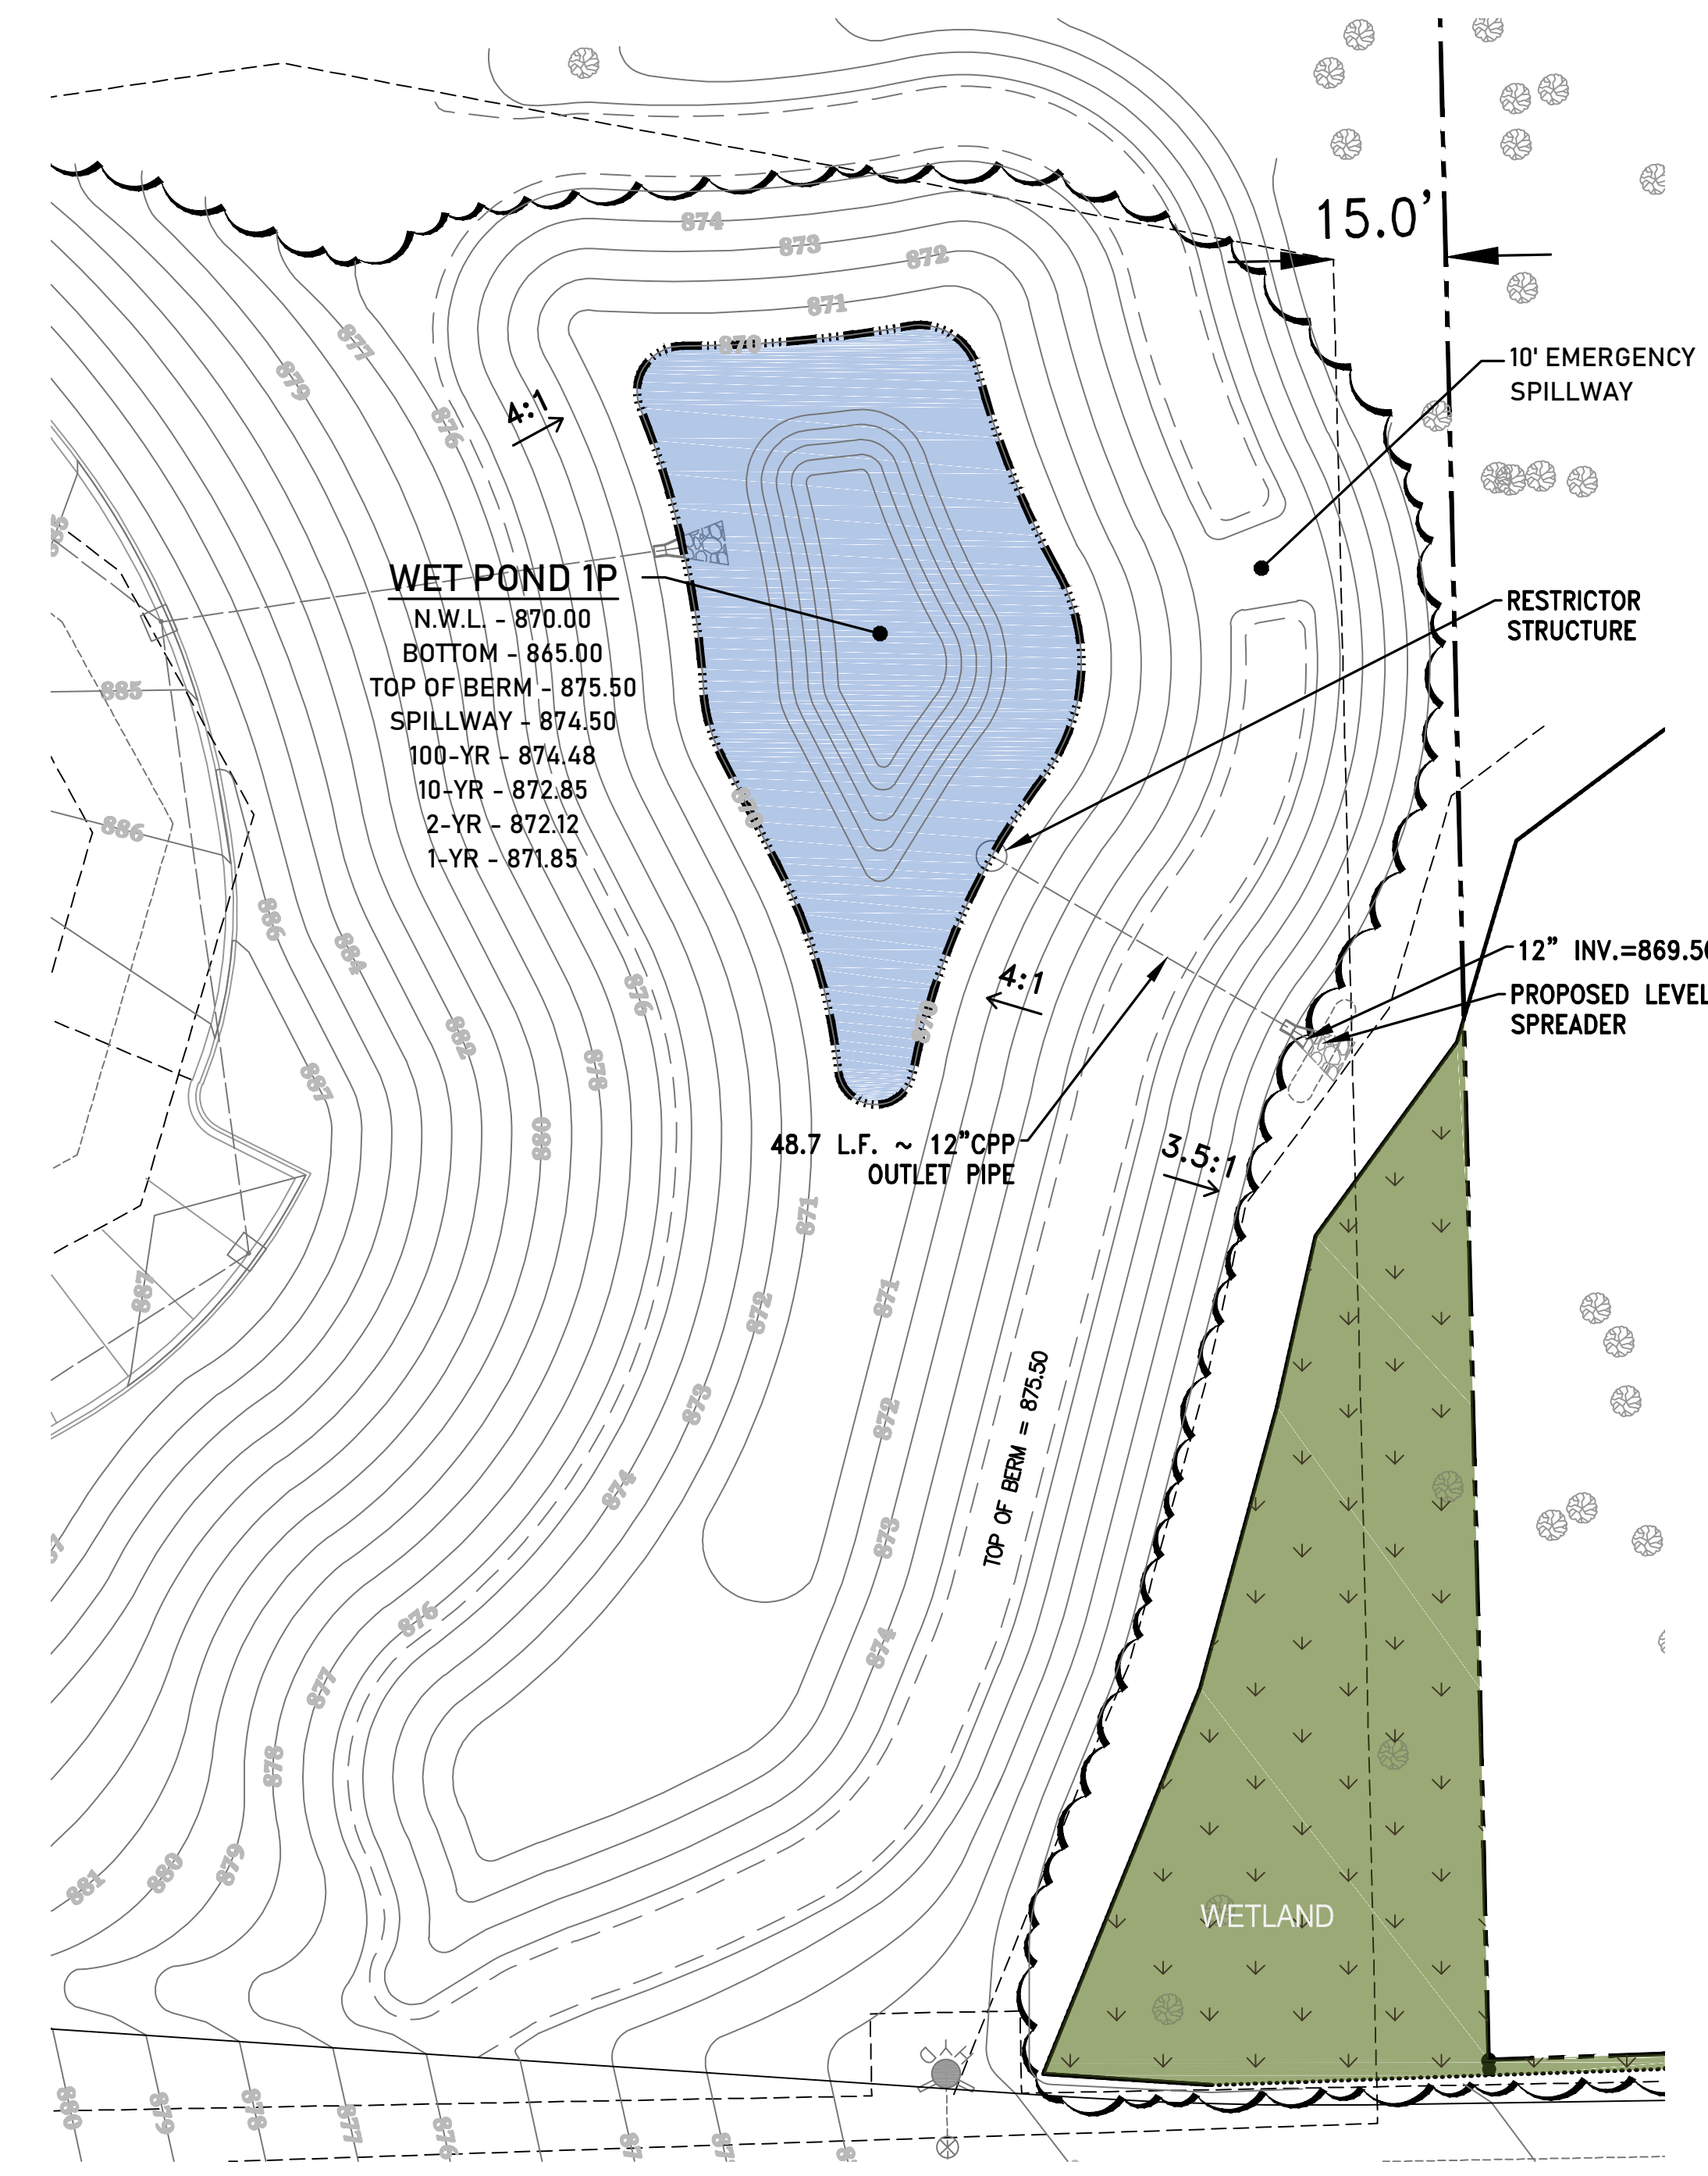 15.0'
874
873
872
871
870
877
879
876
4:1
10' EMERGENCY
SPILLWAY
WET POND 1P
N.W.L. - 870.00
BOTTOM - 865.00
TOP OF BERM - 875.50
SPILLWAY - 874.50
100-YR - 874.48
10-YR - 872.85
2-YR - 872.12
1-YR - 871.85
RESTRICTOR
STRUCTURE
885
886
870
886
884
882
876
878
880
887
870
4:1
12" INV.=869.50
PROPOSED LEVEL
SPREADER
48.7 L.F. ~ 12"CPP
OUTLET PIPE
3.5:1
887
871
872
873
874
871
872
873
874
TOP OF BERM = 875.50
876
877
878
879
880
881
WETLAND
880
879
878
877
876